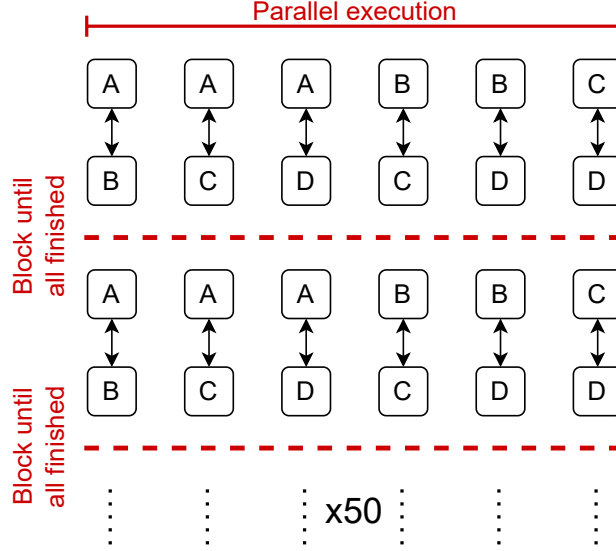 Parallel execution
A A A B B C
B C D C D D
Block until
all finished
A A A B B C
B C D C D D
Block until
all finished
x50